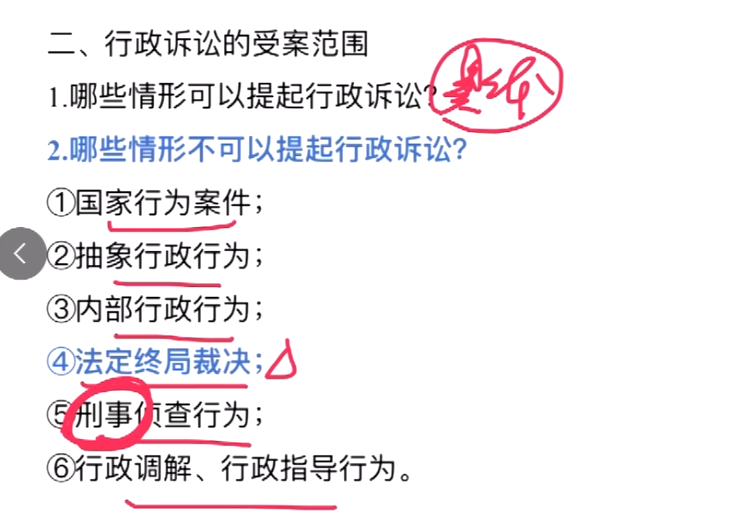 二、行政诉讼的受案范围
1.哪些情形可以提起行政诉讼?
2.哪些情形不可以提起行政诉讼?
①国家行为案件;
②抽象行政行为;
③内部行政行为;
④法定终局裁决;
⑤刑事侦查行为;
⑥行政调解、行政指导行为。